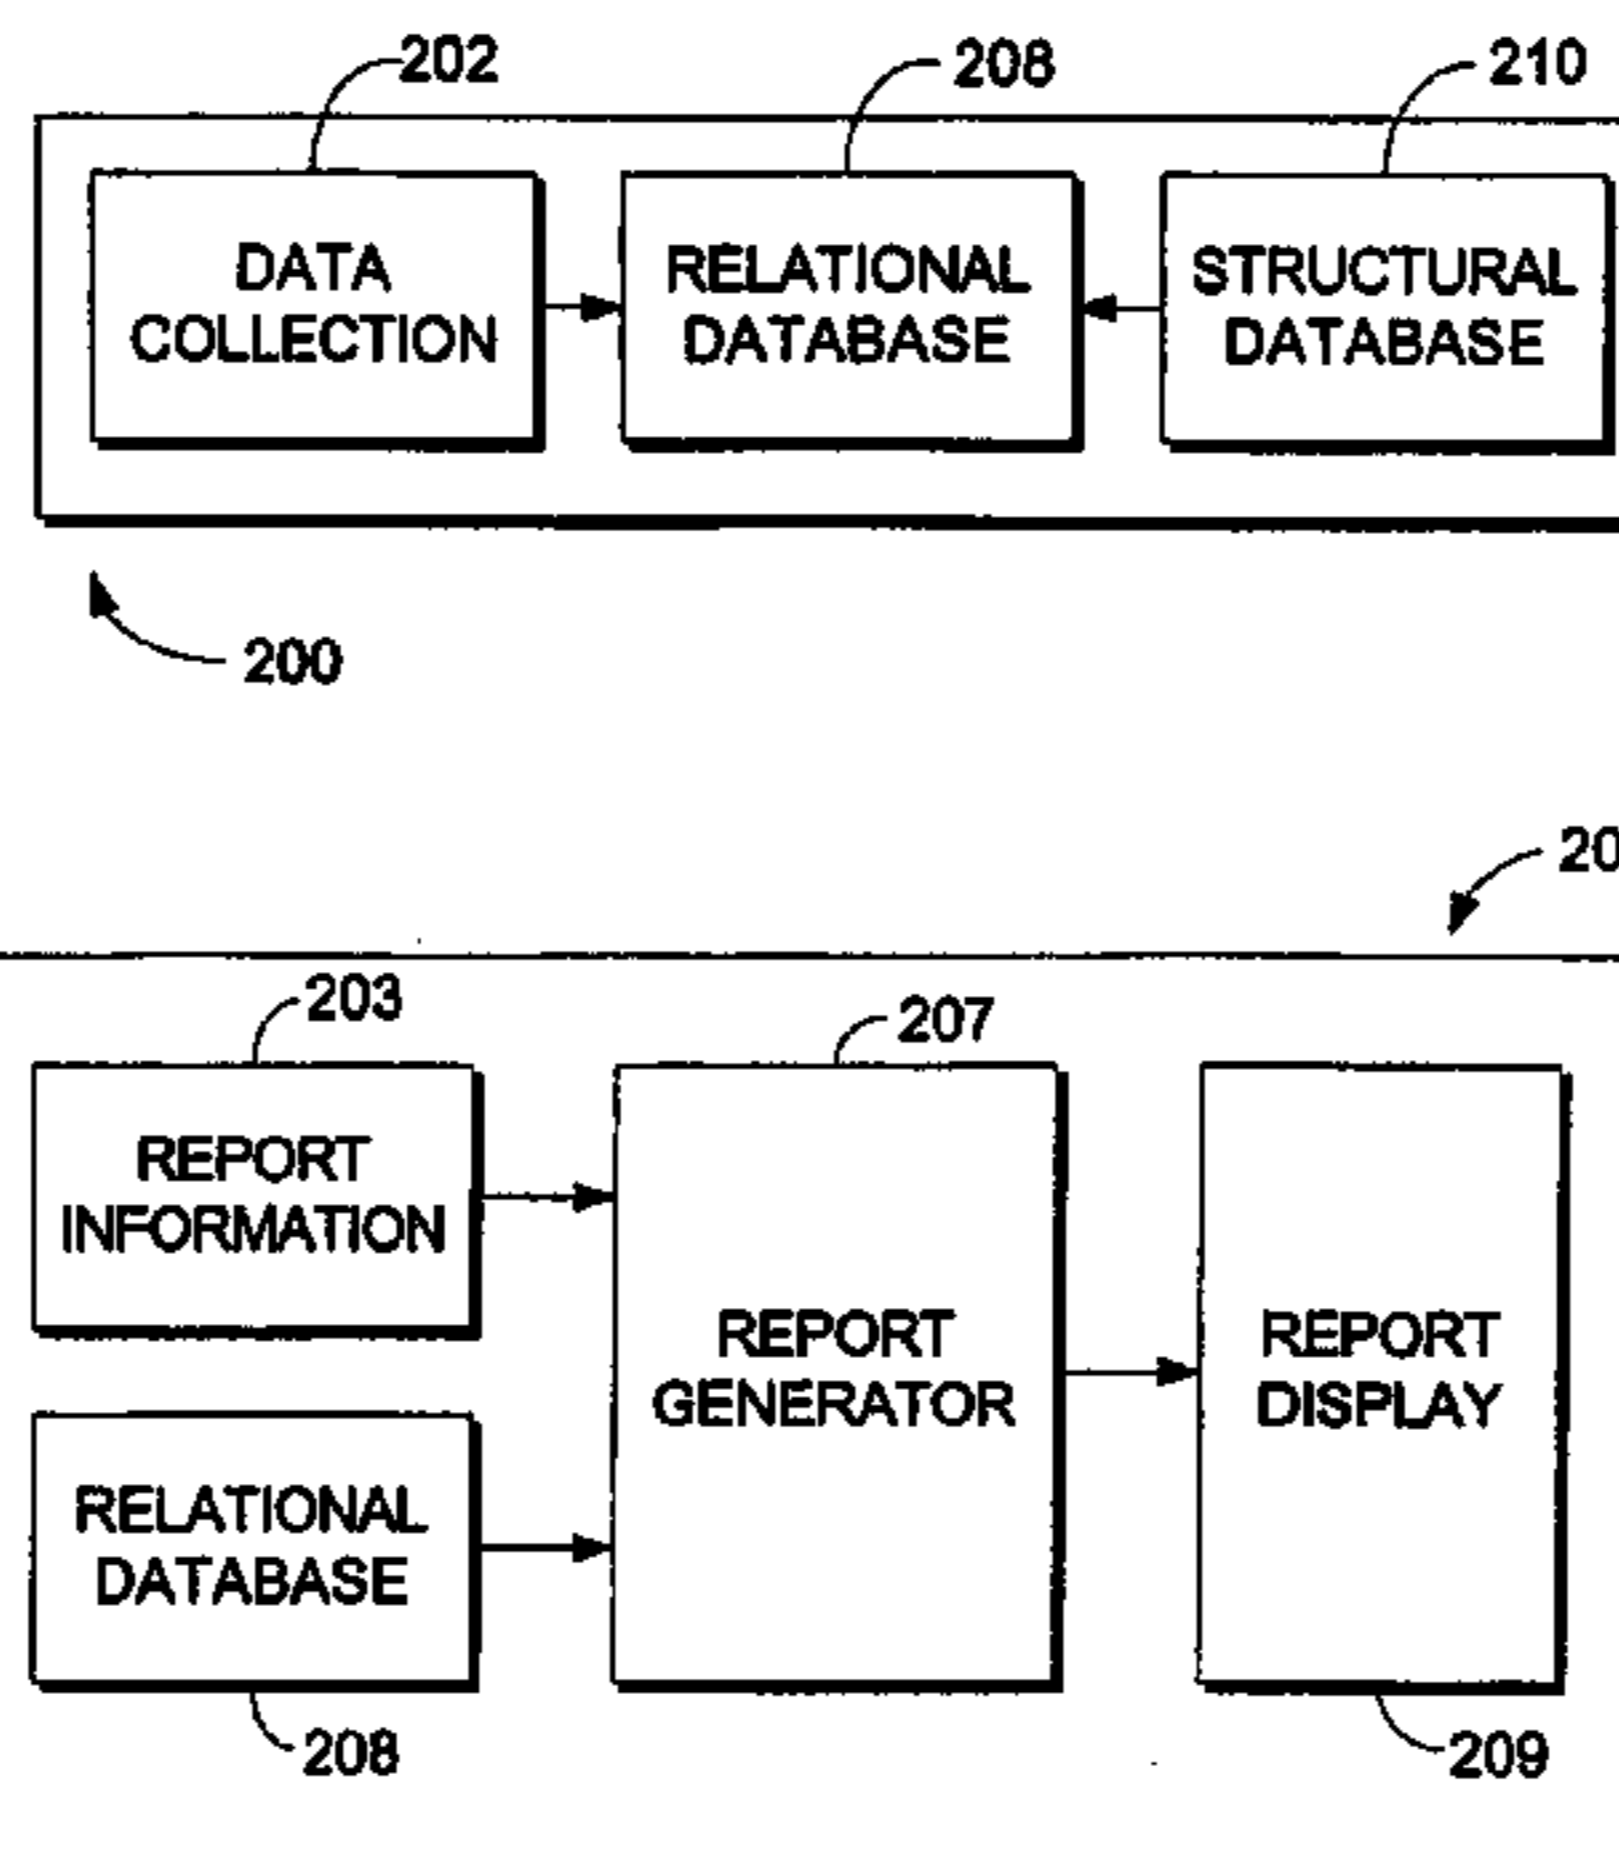 202
208
210
DATA
COLLECTION
RELATIONAL
DATABASE
STRUCTURAL
DATABASE
200
203
207
REPORT
INFORMATION
REPORT
GENERATOR
REPORT
DISPLAY
RELATIONAL
DATABASE
208
209